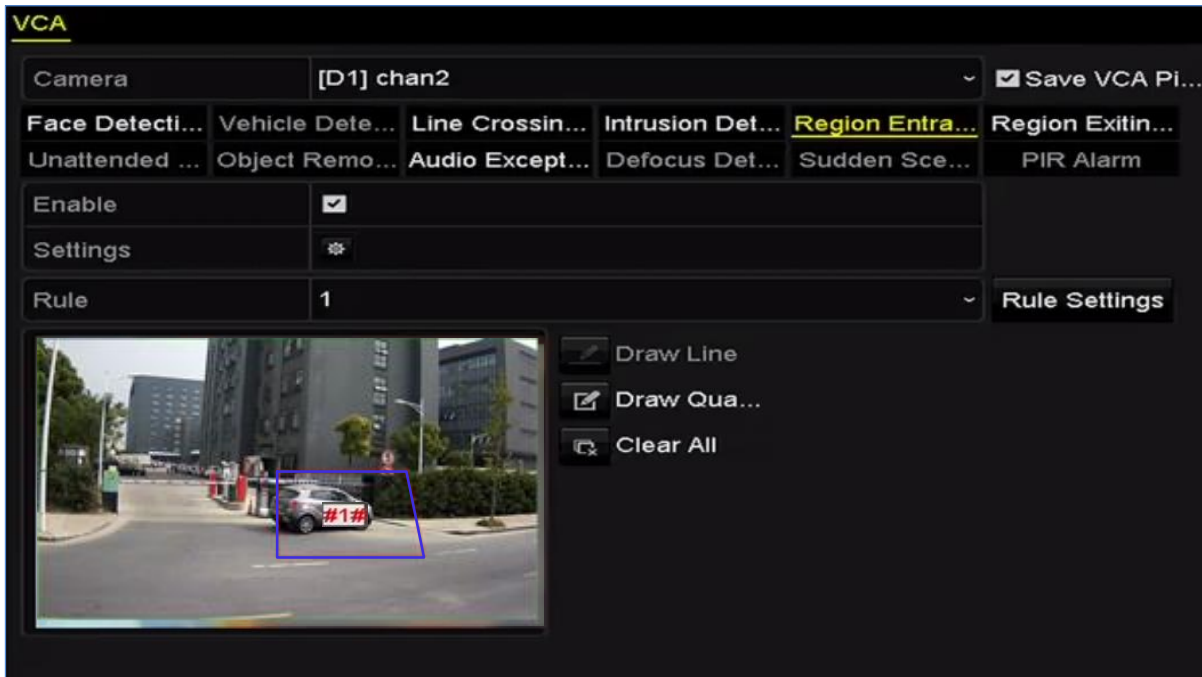 VCA
Camera [D1] chan2 Save VCA Pi...
Face Detecti... Vehicle Dete... Line Crossin... Intrusion Det... Region Entra... Region Exitin...
Unattended ... Object Remo... Audio Except... Defocus Det... Sudden Sce... PIR Alarm
Enable
Settings
Rule 1 Rule Settings
Draw Line
Draw Qua...
Clear All
#1#